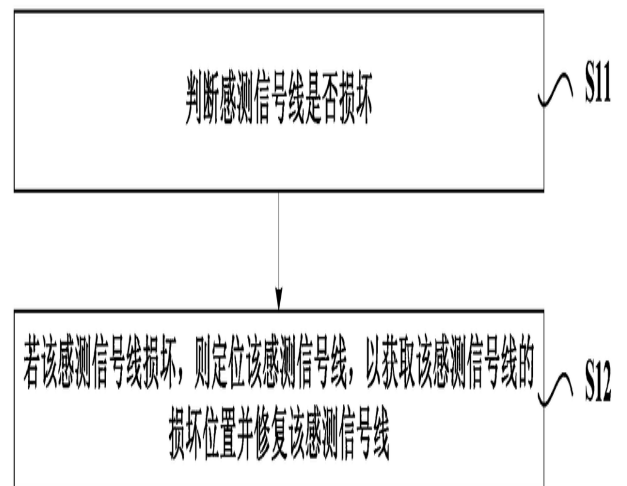 判断感测信号线是否损坏
S11
若该感测信号线损坏，则定位该感测信号线，以获取该感测信号线的
损坏位置并修复该感测信号线
S12